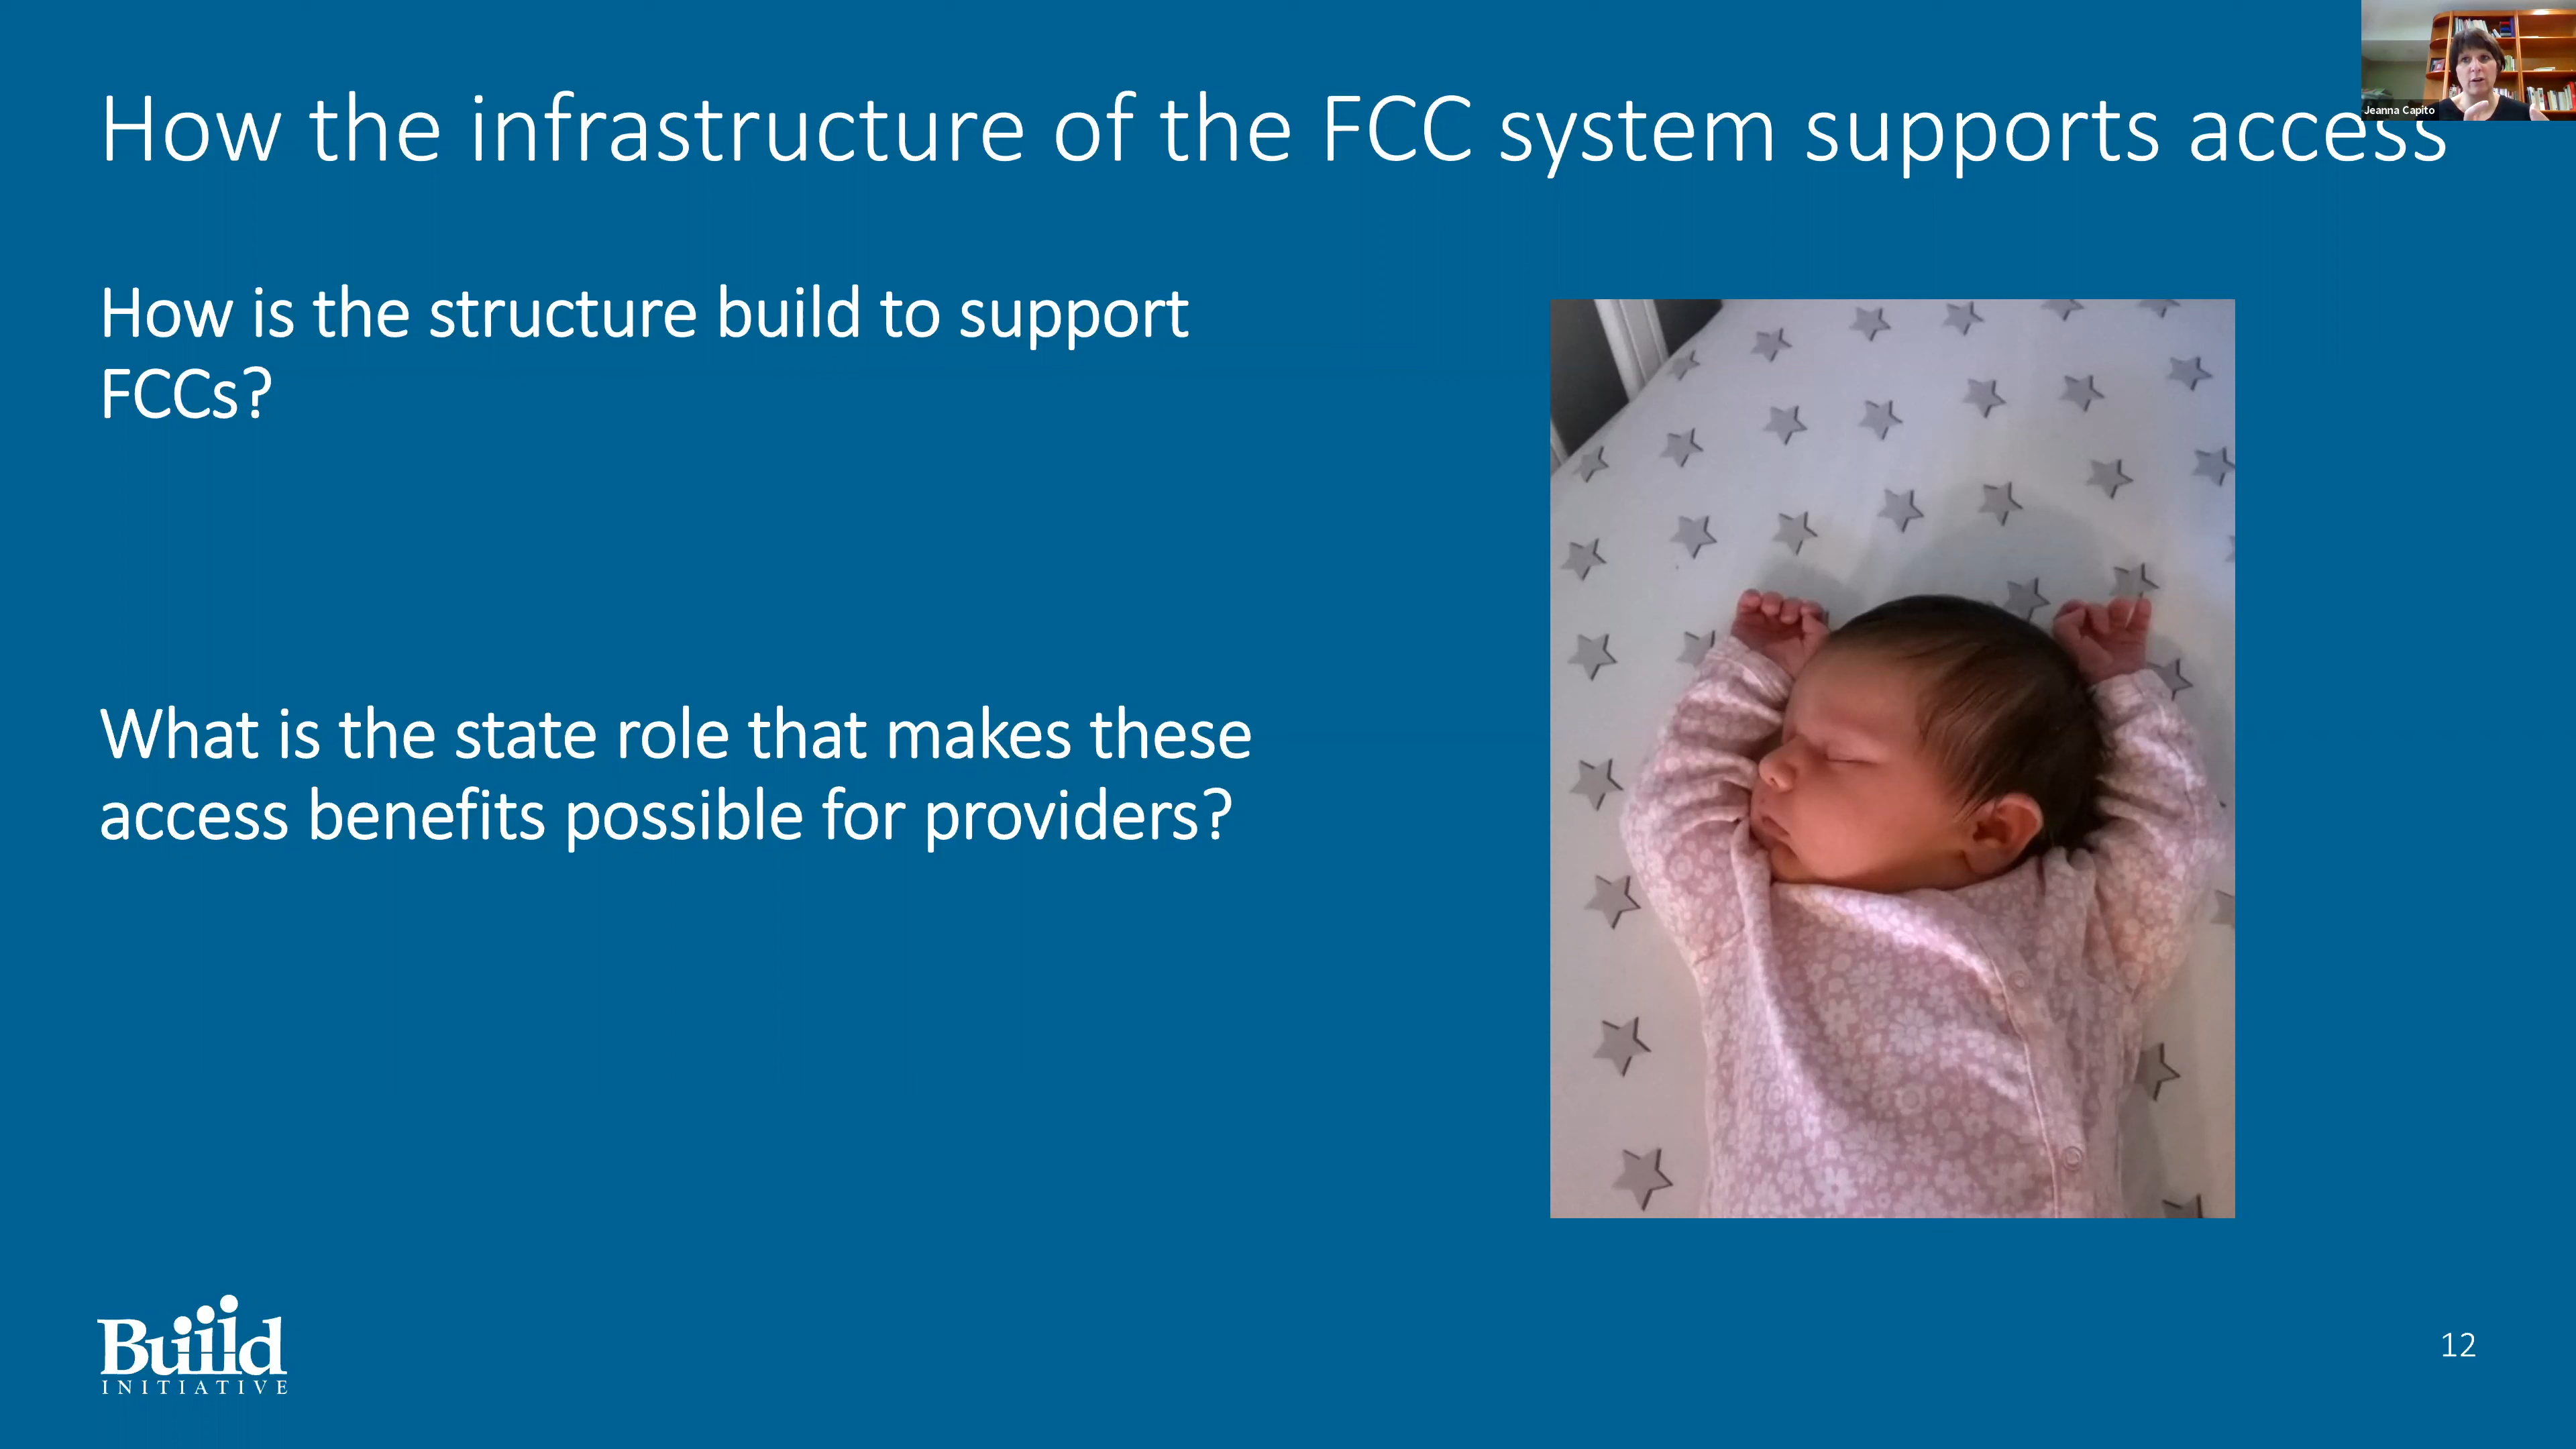 How the infrastructure of the FCC system supports access
Jeanna Capito
How is the structure build to support
FCCs?
What is the state role that makes these
access benefits possible for providers?
Build
INITIATIVE
12